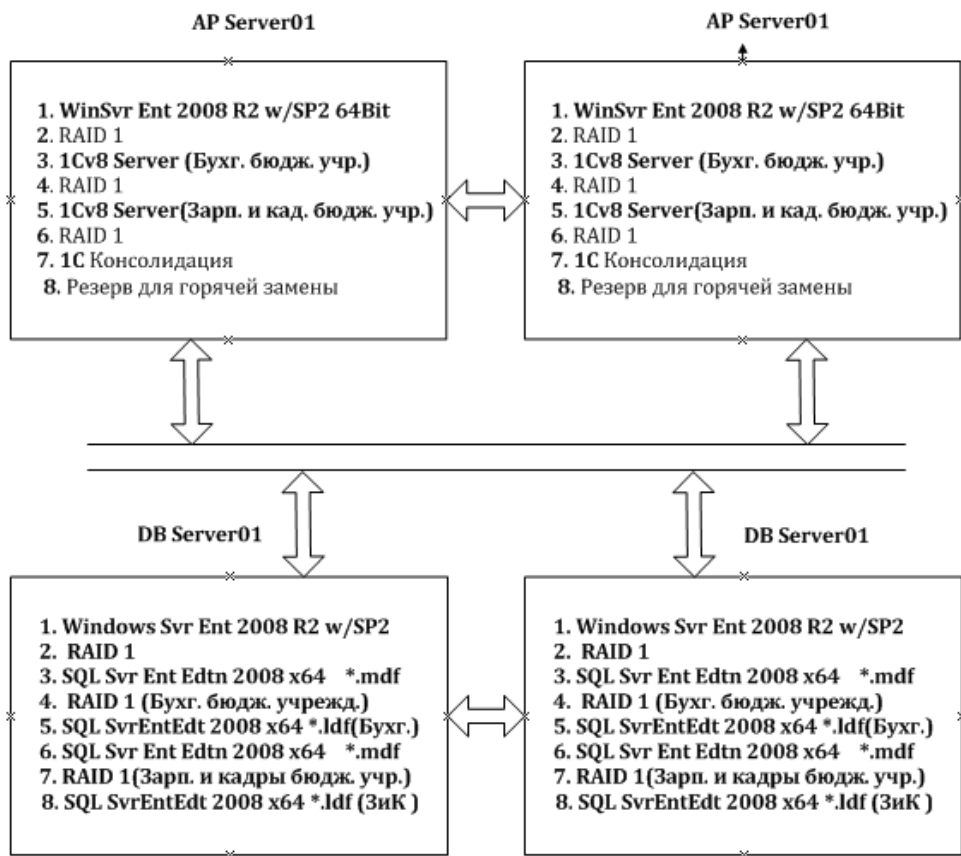 AP Server01
1. WinSvr Ent 2008 R2 w/SP2 64Bit
2. RAID 1
3. 1Cv8 Server (Бухг. бюдж. учр.)
4. RAID 1
5. 1Cv8 Server(Зарп. и кад. бюдж. учр.)
6. RAID 1
7. 1С Консолидация
8. Резерв для горячей замены
AP Server01
1. WinSvr Ent 2008 R2 w/SP2 64Bit
2. RAID 1
3. 1Cv8 Server (Бухг. бюдж. учр.)
4. RAID 1
5. 1Cv8 Server(Зарп. и кад. бюдж. учр.)
6. RAID 1
7. 1С Консолидация
8. Резерв для горячей замены
DB Server01
1. Windows Svr Ent 2008 R2 w/SP2
2. RAID 1
3. SQL Svr Ent Edtn 2008 x64 *.mdf
4. RAID 1 (Бухг. бюдж. учрежд.)
5. SQL SvrEntEdt 2008 x64 *.ldf(Бухг.)
6. SQL Svr Ent Edtn 2008 x64 *.mdf
7. RAID 1(Зарп. и кадры бюдж. учр.)
8. SQL SvrEntEdt 2008 x64 *.ldf (ЗиК )
DB Server01
1. Windows Svr Ent 2008 R2 w/SP2
2. RAID 1
3. SQL Svr Ent Edtn 2008 x64 *.mdf
4. RAID 1 (Бухг. бюдж. учрежд.)
5. SQL SvrEntEdt 2008 x64 *.ldf(Бухг.)
6. SQL Svr Ent Edtn 2008 x64 *.mdf
7. RAID 1(Зарп. и кадры бюдж. учр.)
8. SQL SvrEntEdt 2008 x64 *.ldf (ЗиК )